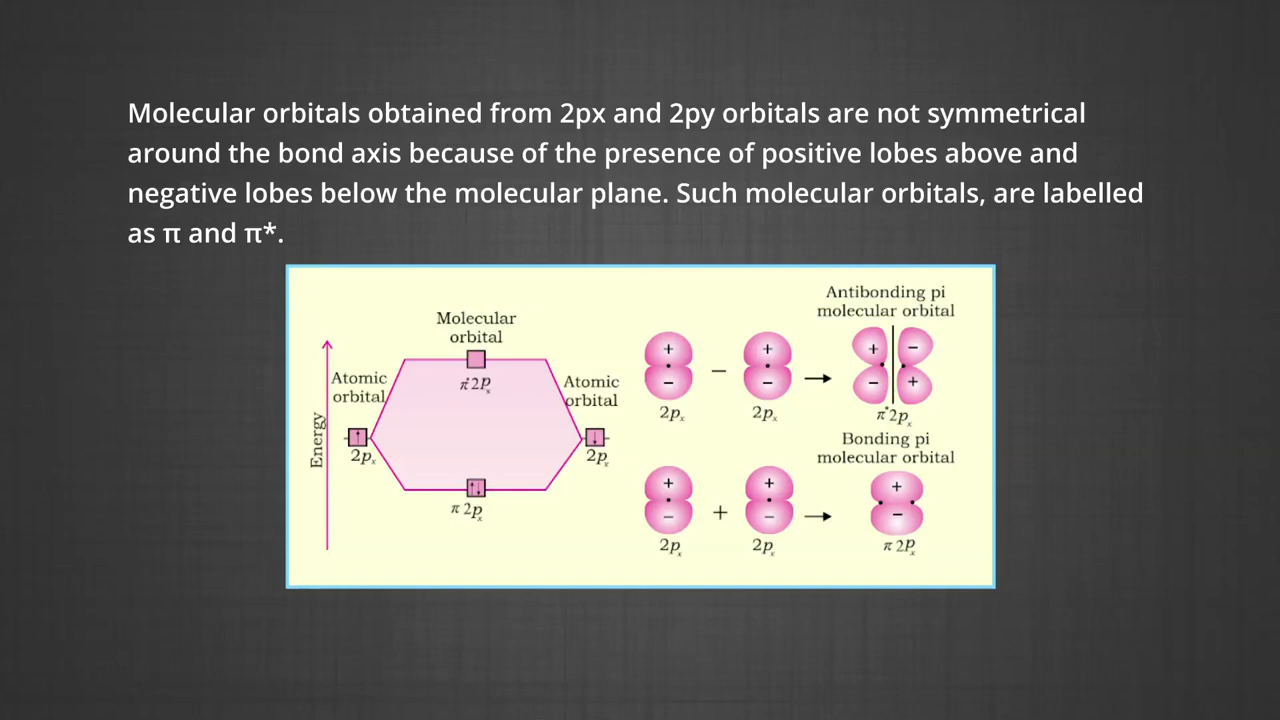 Molecular orbitals obtained from 2px and 2py orbitals are not symmetrical
around the bond axis because of the presence of positive lobes above and
negative lobes below the molecular plane. Such molecular orbitals, are labelled
as π and π*.
Energy
Atomic
orbital
2pₓ
Molecular
orbital
π*2pₓ
↑
↑↓
π 2pₓ
Atomic
orbital
↓
2pₓ
+
−
2pₓ
−
+
−
2pₓ
Antibonding pi
molecular orbital
+ −
− +
π*2pₓ
+
−
2pₓ
+
+
−
2pₓ
Bonding pi
molecular orbital
+
−
π 2pₓ